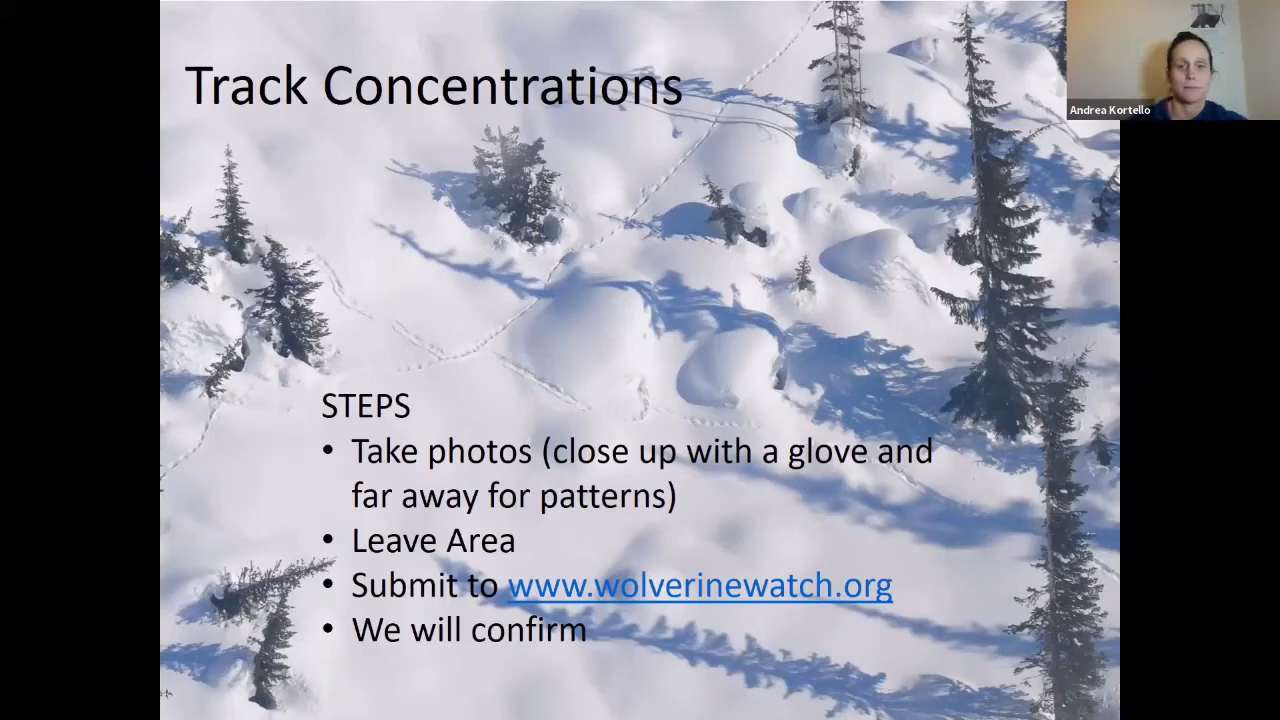 Track Concentrations
Andrea Kortello
STEPS
• Take photos (close up with a glove and
far away for patterns)
• Leave Area
• Submit to www.wolverinewatch.org
• We will confirm